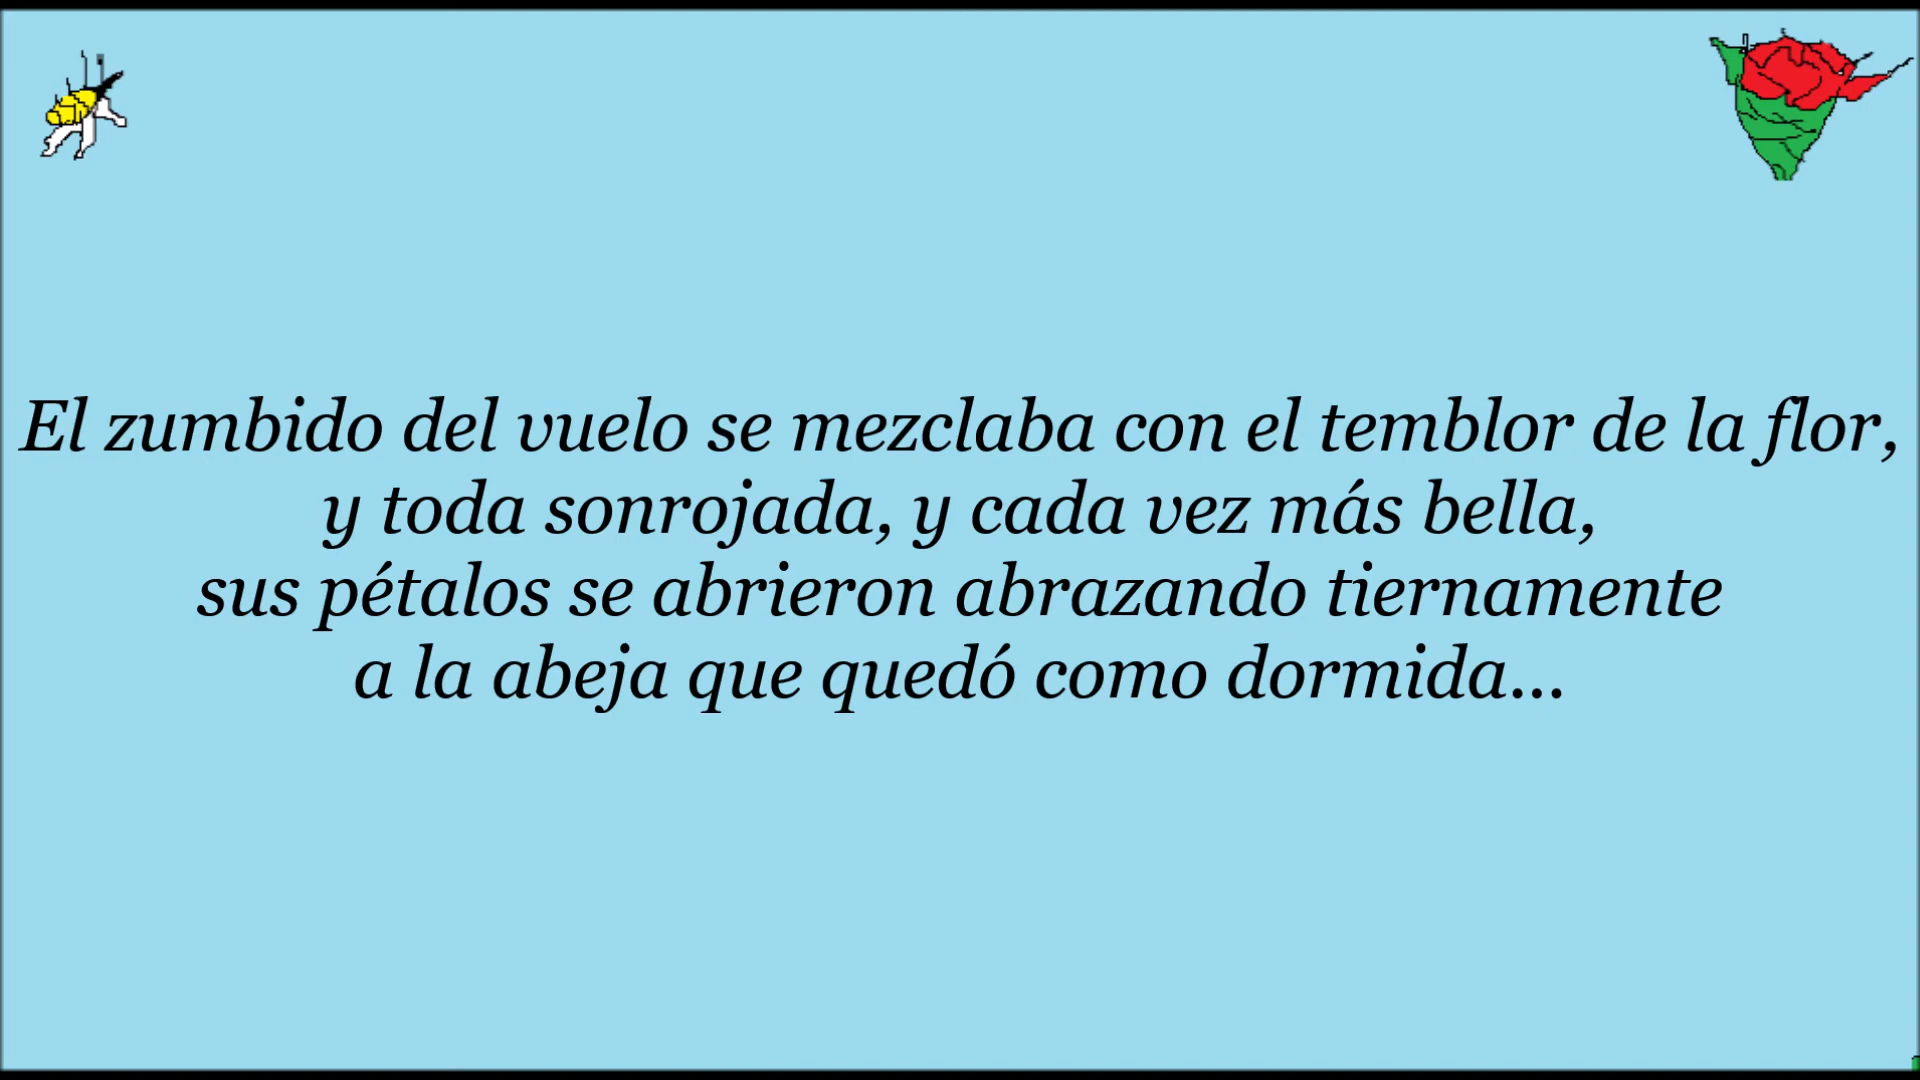 El zumbido del vuelo se mezclaba con el temblor de la flor,
y toda sonrojada, y cada vez más bella,
sus pétalos se abrieron abrazando tiernamente
a la abeja que quedó como dormida...